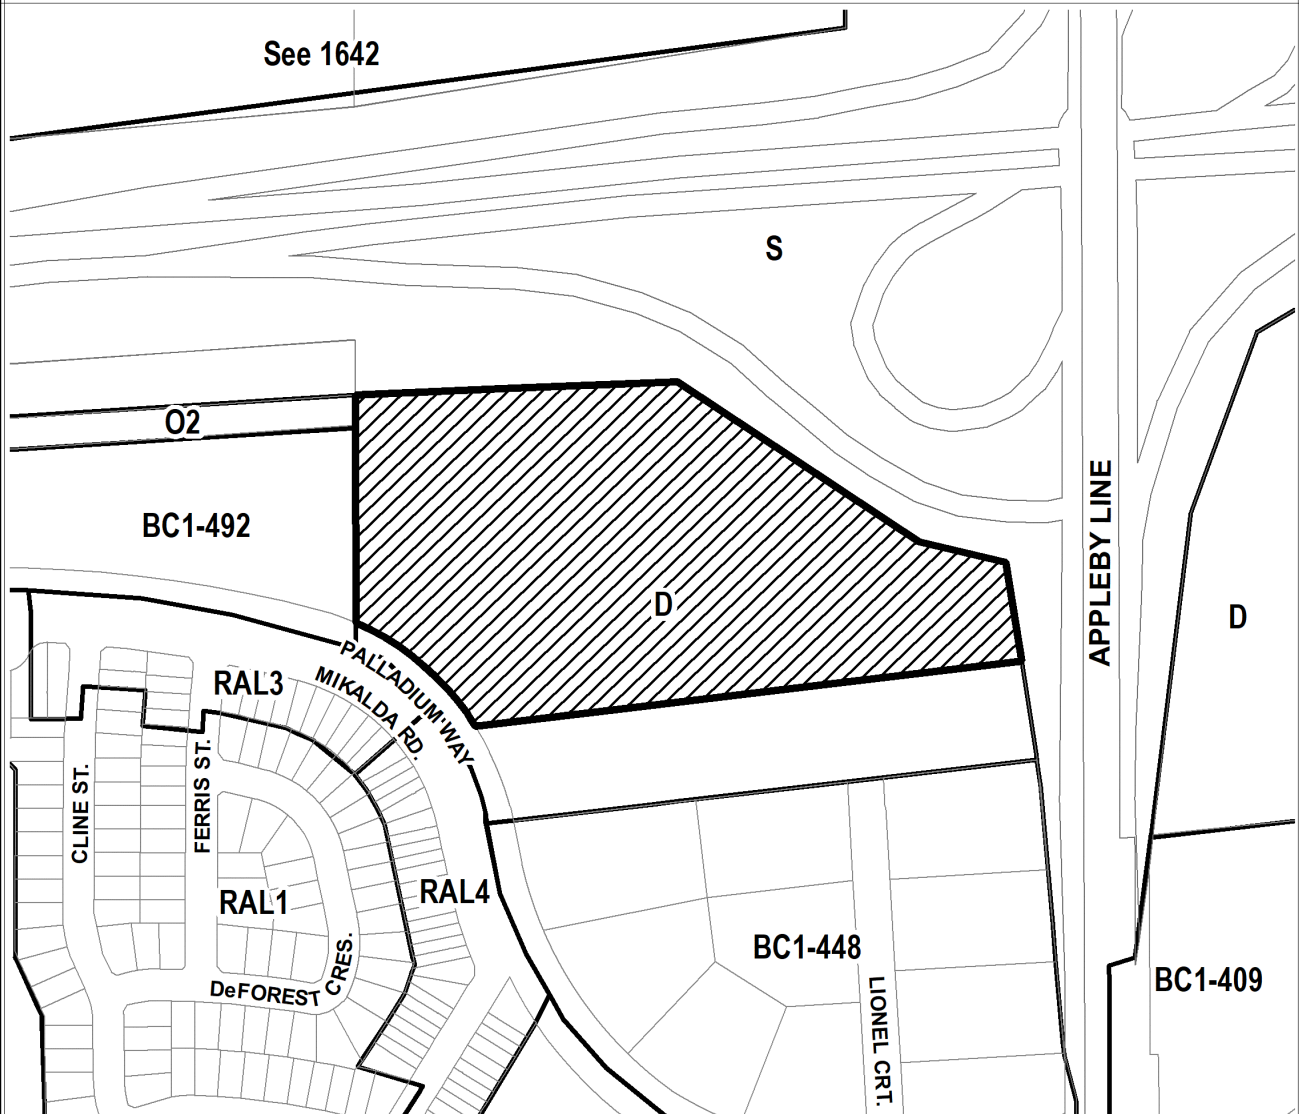 See 1642
S
O2
BC1-492
D
APPLEBY LINE
D
PALLADIUM WAY
MIKALDA RD.
RAL3
CLINE ST.
FERRIS ST.
RAL1
RAL4
DeFOREST CRES.
BC1-448
LIONEL CRT.
BC1-409